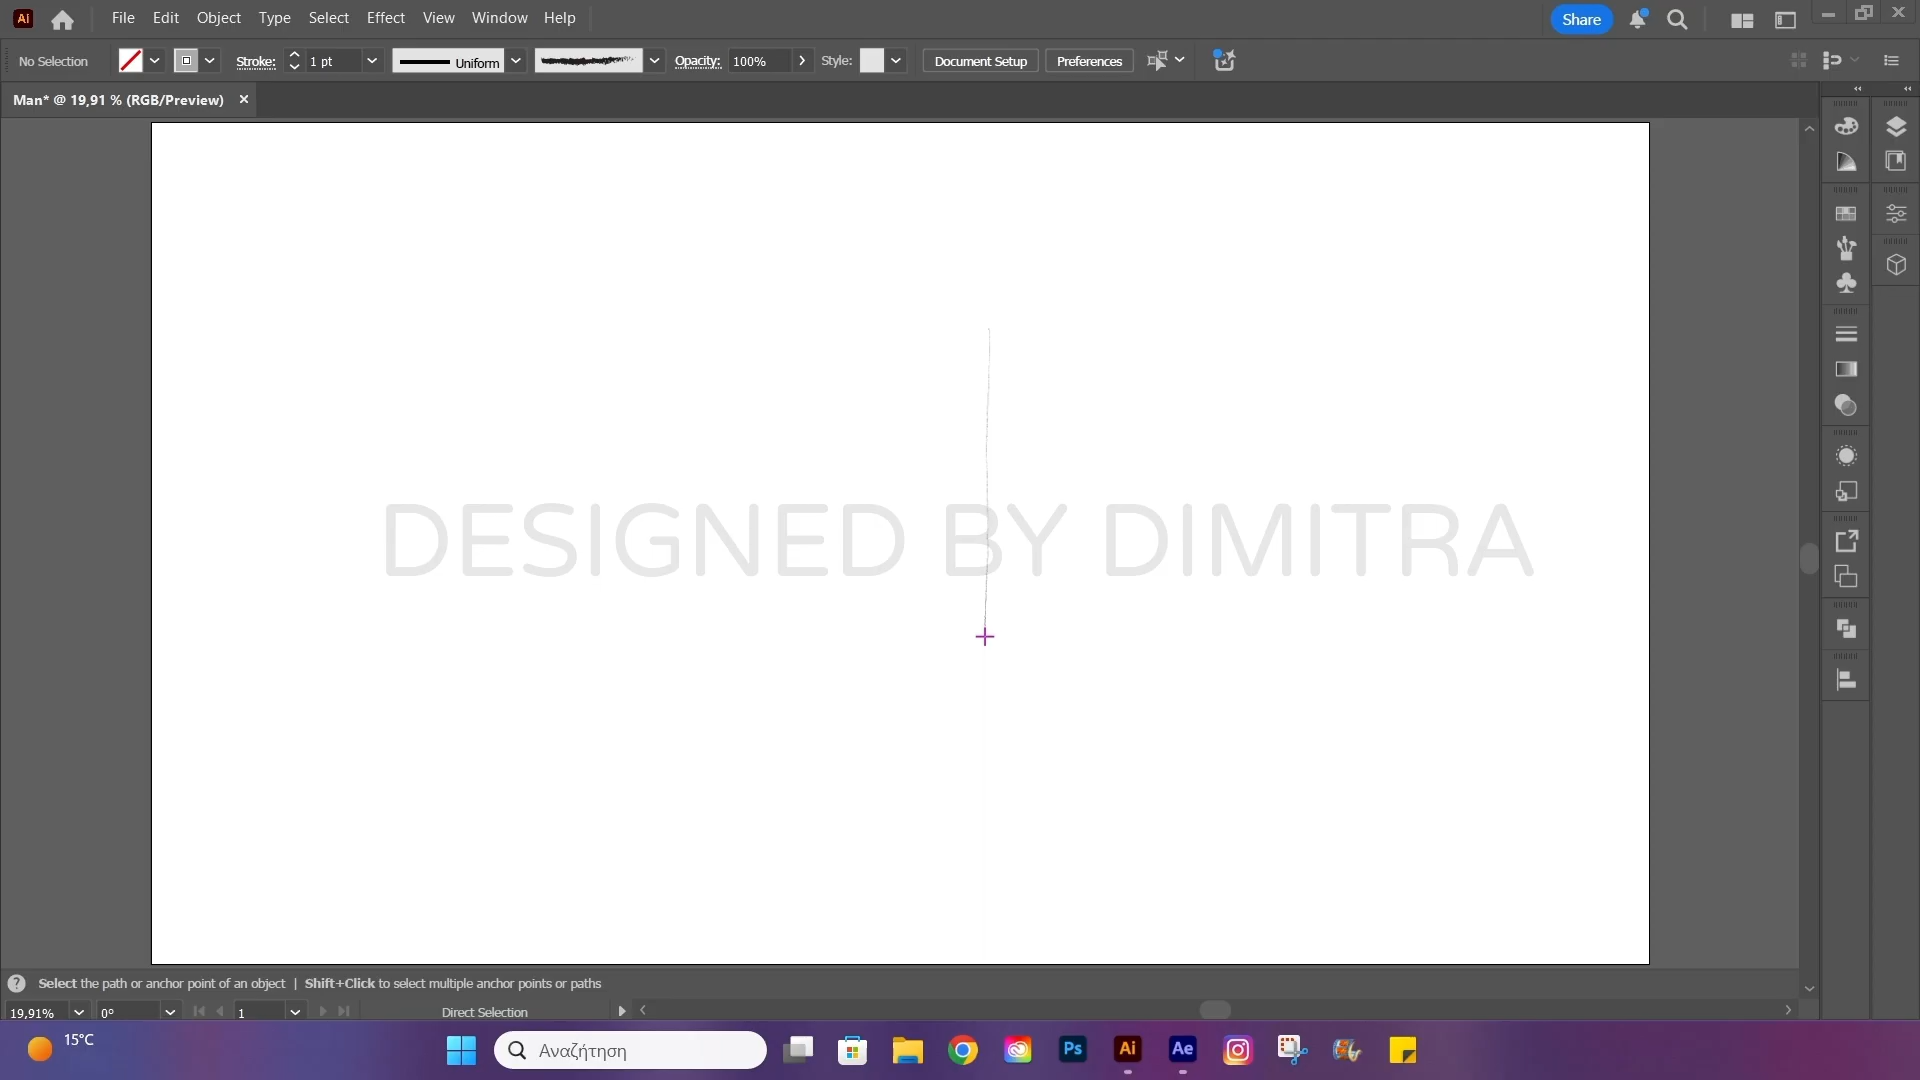 Ai File Edit Object Type Select Effect View Window Help Share
No Selection Stroke: 1 pt Uniform Opacity: 100% Style: Document Setup Preferences
Man* @ 19,91 % (RGB/Preview)
DESIGNED BY DIMITRA
Select the path or anchor point of an object | Shift+Click to select multiple anchor points or paths
19,91% 0° 1 Direct Selection
15°C Αναζήτηση Ps Ai Ae